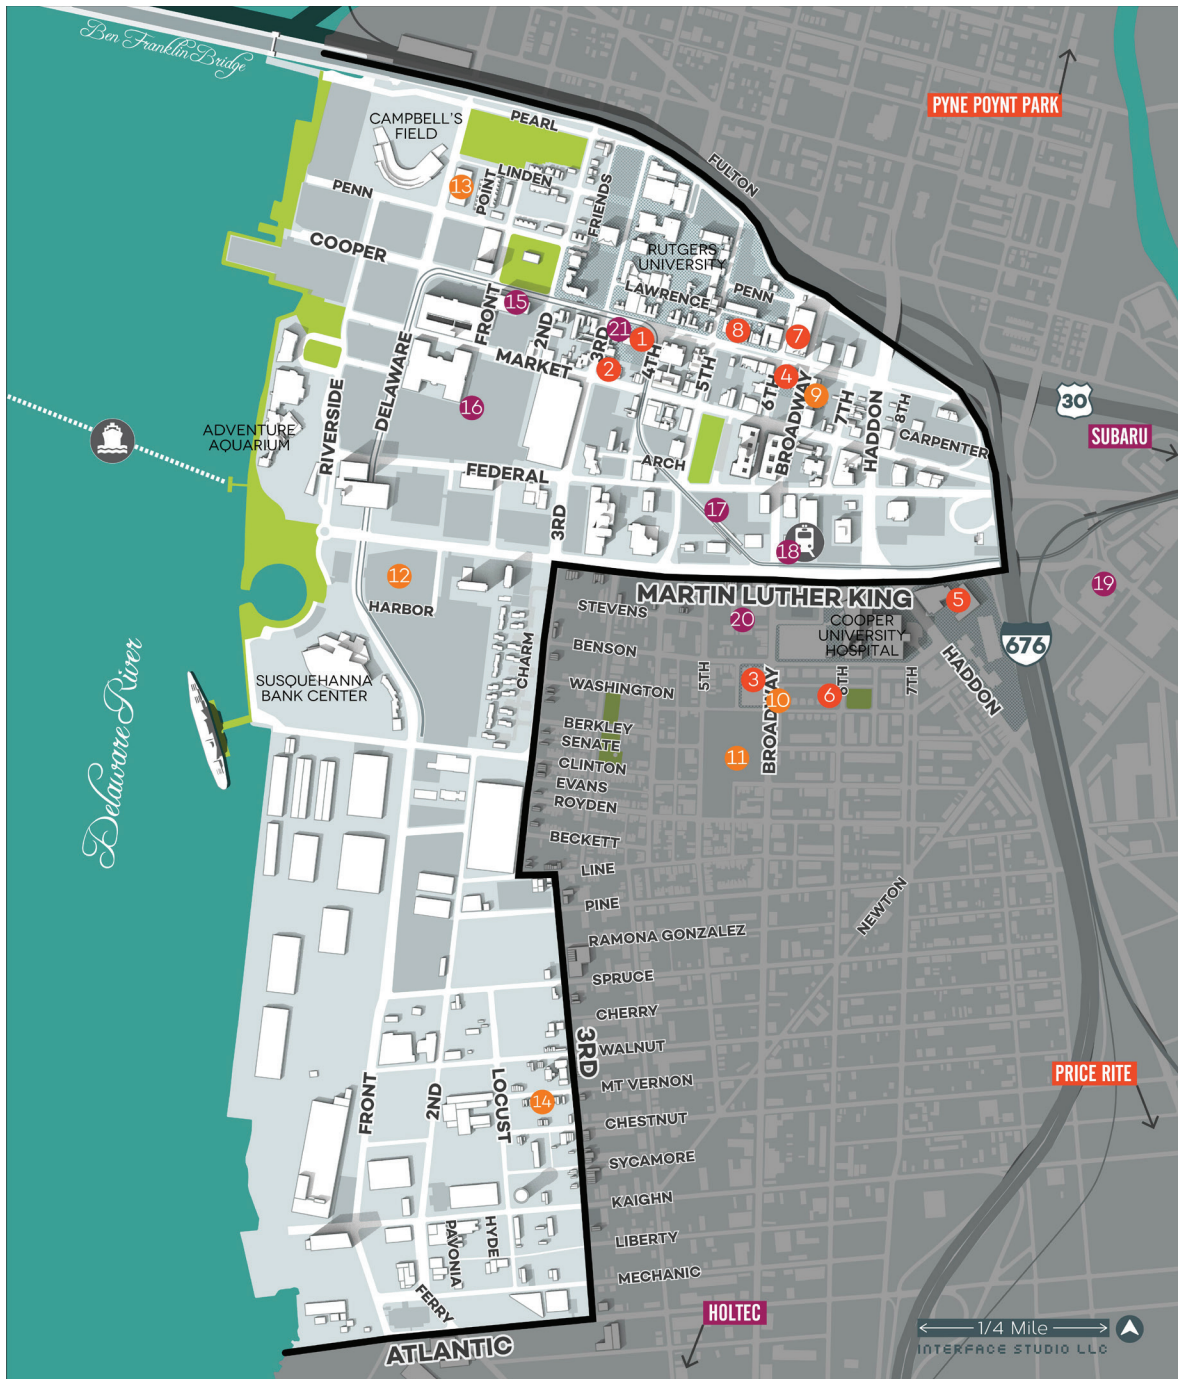 Ben Franklin Bridge
PYNE POYNT PARK
CAMPBELL'S
FIELD
PEARL
FULTON
LINDEN
POINT
13
PENN
FRIENDS
COOPER
RUTGERS
UNIVERSITY
LAWRENCE
PENN
15
FRONT
2ND
3RD
21
1
4TH
8
7
2
MARKET
5TH
4
6TH
9
BROADWAY
7TH
HADDON
8TH
CARPENTER
30
SUBARU
DELAWARE
RIVERSIDE
16
ADVENTURE
AQUARIUM
FEDERAL
ARCH
17
3RD
18
12
HARBOR
MARTIN LUTHER KING
5
19
STEVENS
20
COOPER
UNIVERSITY
HOSPITAL
676
HADDON
CHARM
BENSON
SUSQUEHANNA
BANK CENTER
WASHINGTON
5TH
3
10
BROADWAY
6
6TH
7TH
BERKLEY
SENATE
CLINTON
11
EVANS
ROYDEN
BECKETT
Delaware River
LINE
PINE
NEWTON
RAMONA GONZALEZ
SPRUCE
CHERRY
3RD
WALNUT
MT VERNON
PRICE RITE
FRONT
2ND
LOCUST
14
CHESTNUT
SYCAMORE
KAIGHN
PAVONIA
HYDE
LIBERTY
MECHANIC
FERRY
HOLTEC
ATLANTIC
1/4 Mile
INTERFACE STUDIO LLC